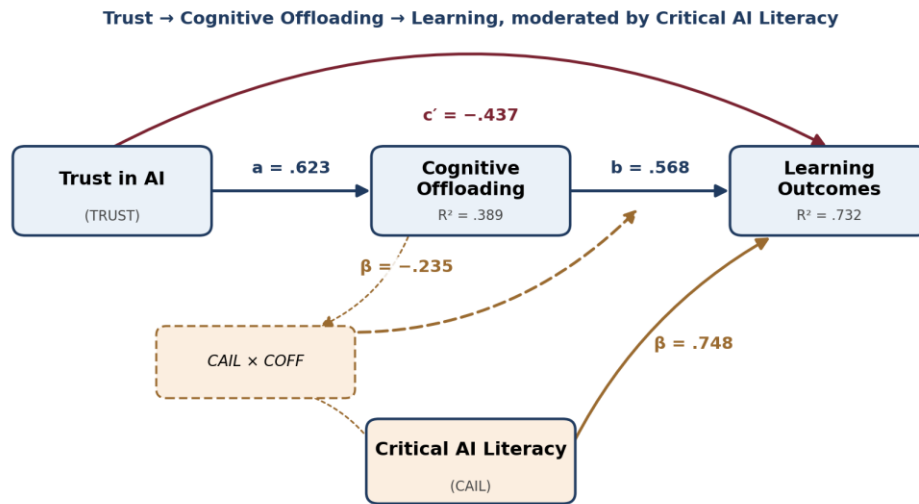 Trust → Cognitive Offloading → Learning, moderated by Critical AI Literacy
c′ = −.437
Trust in AI
(TRUST)
a = .623
Cognitive
Offloading
R² = .389
b = .568
Learning
Outcomes
R² = .732
β = −.235
CAIL × COFF
β = .748
Critical AI Literacy
(CAIL)